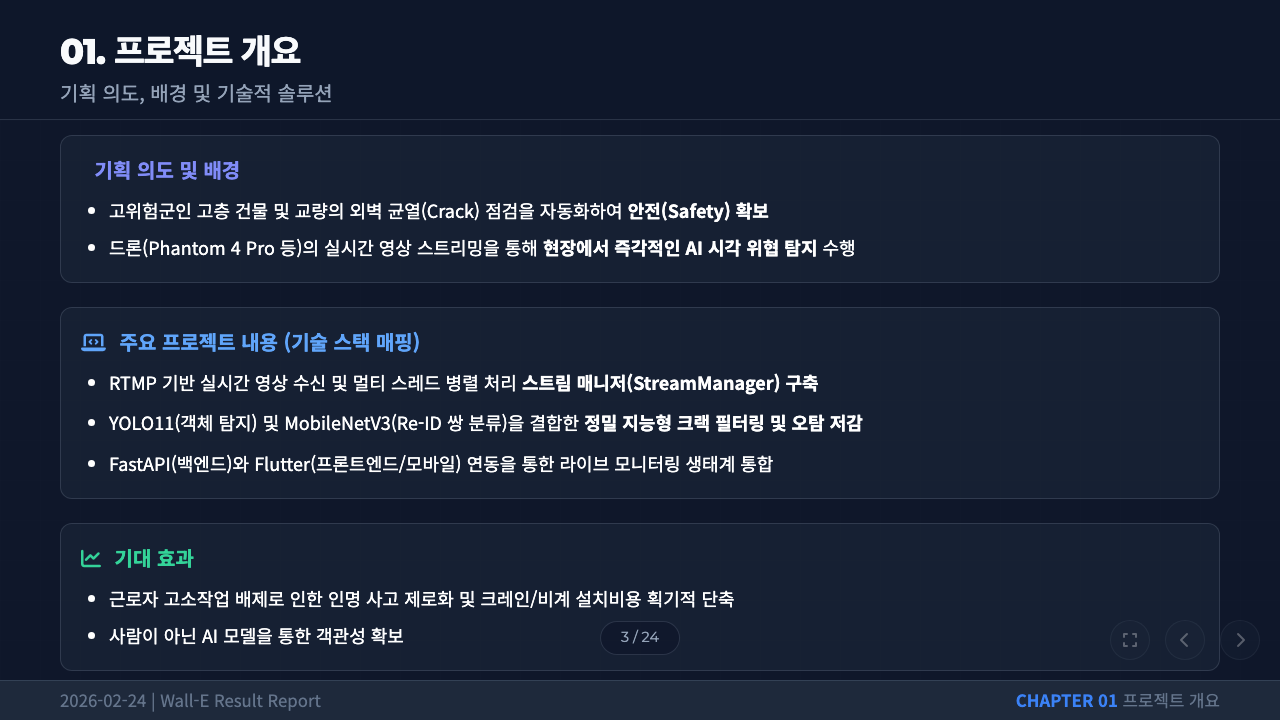 01. 프로젝트 개요
기획 의도, 배경 및 기술적 솔루션
기획 의도 및 배경
• 고위험군인 고층 건물 및 교량의 외벽 균열(Crack) 점검을 자동화하여 안전(Safety) 확보
• 드론(Phantom 4 Pro 등)의 실시간 영상 스트리밍을 통해 현장에서 즉각적인 AI 시각 위협 탐지 수행
주요 프로젝트 내용 (기술 스택 매핑)
• RTMP 기반 실시간 영상 수신 및 멀티 스레드 병렬 처리 스트림 매니저(StreamManager) 구축
• YOLO11(객체 탐지) 및 MobileNetV3(Re-ID 쌍 분류)을 결합한 정밀 지능형 크랙 필터링 및 오탐 저감
• FastAPI(백엔드)와 Flutter(프론트엔드/모바일) 연동을 통한 라이브 모니터링 생태계 통합
기대 효과
• 근로자 고소작업 배제로 인한 인명 사고 제로화 및 크레인/비계 설치비용 획기적 단축
• 사람이 아닌 AI 모델을 통한 객관성 확보
3 / 24
2026-02-24 | Wall-E Result Report
CHAPTER 01 프로젝트 개요